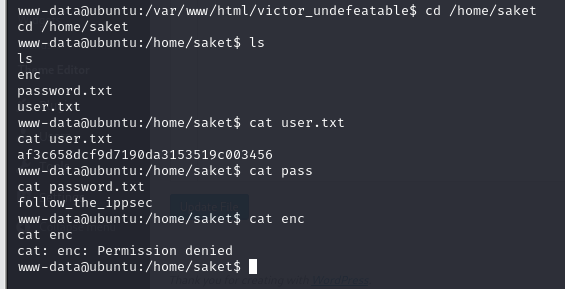 www-data@ubuntu:/var/www/html/victor_undefeatable$ cd /home/saket
cd /home/saket
www-data@ubuntu:/home/saket$ ls
ls
enc
password.txt
user.txt
www-data@ubuntu:/home/saket$ cat user.txt
cat user.txt
af3c658dcf9d7190da3153519c003456
www-data@ubuntu:/home/saket$ cat pass
cat password.txt
follow_the_ippsec
www-data@ubuntu:/home/saket$ cat enc
cat enc
cat: enc: Permission denied
www-data@ubuntu:/home/saket$